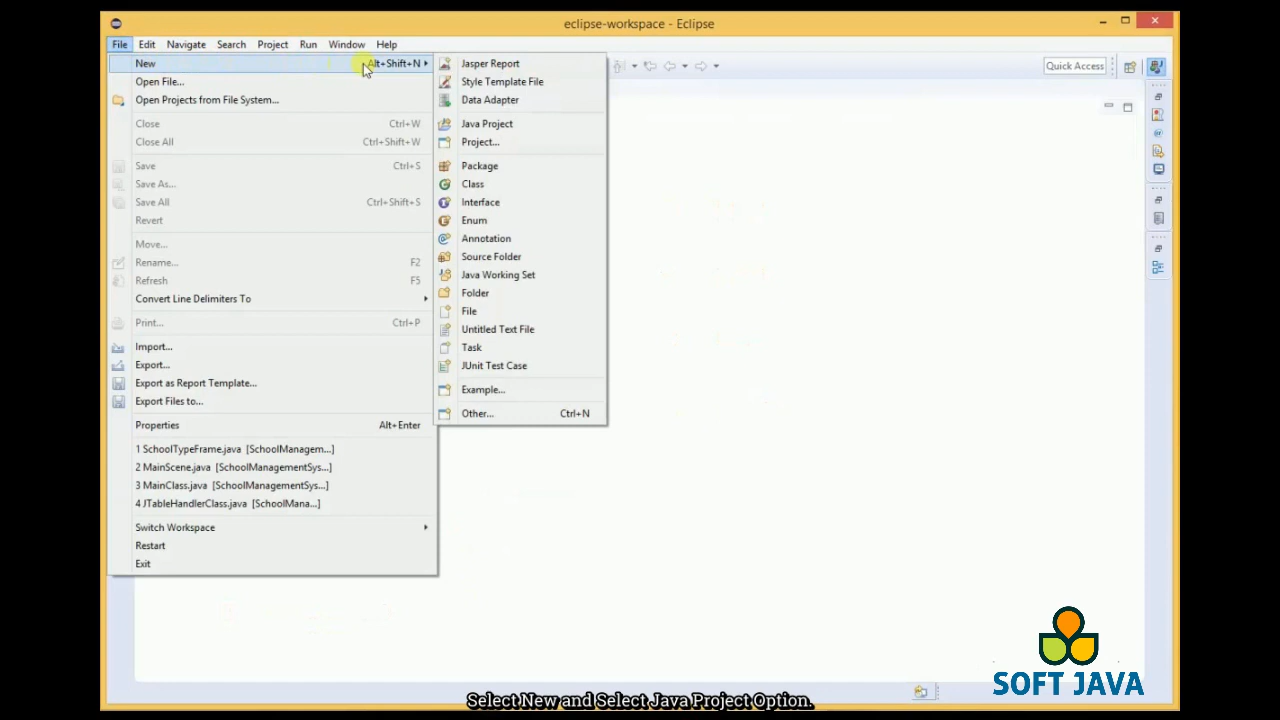 eclipse-workspace - Eclipse
File Edit Navigate Search Project Run Window Help
New Alt+Shift+N
Open File...
Open Projects from File System...
Close Ctrl+W
Close All Ctrl+Shift+W
Save Ctrl+S
Save As...
Save All Ctrl+Shift+S
Revert
Move...
Rename... F2
Refresh F5
Convert Line Delimiters To
Print... Ctrl+P
Import...
Export...
Export as Report Template...
Export Files to...
Properties Alt+Enter
1 SchoolTypeFrame.java [SchoolManagem...]
2 MainScene.java [SchoolManagementSys...]
3 MainClass.java [SchoolManagementSys...]
4 JTableHandlerClass.java [SchoolMana...]
Switch Workspace
Restart
Exit
Jasper Report
Style Template File
Data Adapter
Java Project
Project...
Package
Class
Interface
Enum
Annotation
Source Folder
Java Working Set
Folder
File
Untitled Text File
Task
JUnit Test Case
Example...
Other... Ctrl+N
Quick Access
SOFT JAVA
Select New and Select Java Project Option.